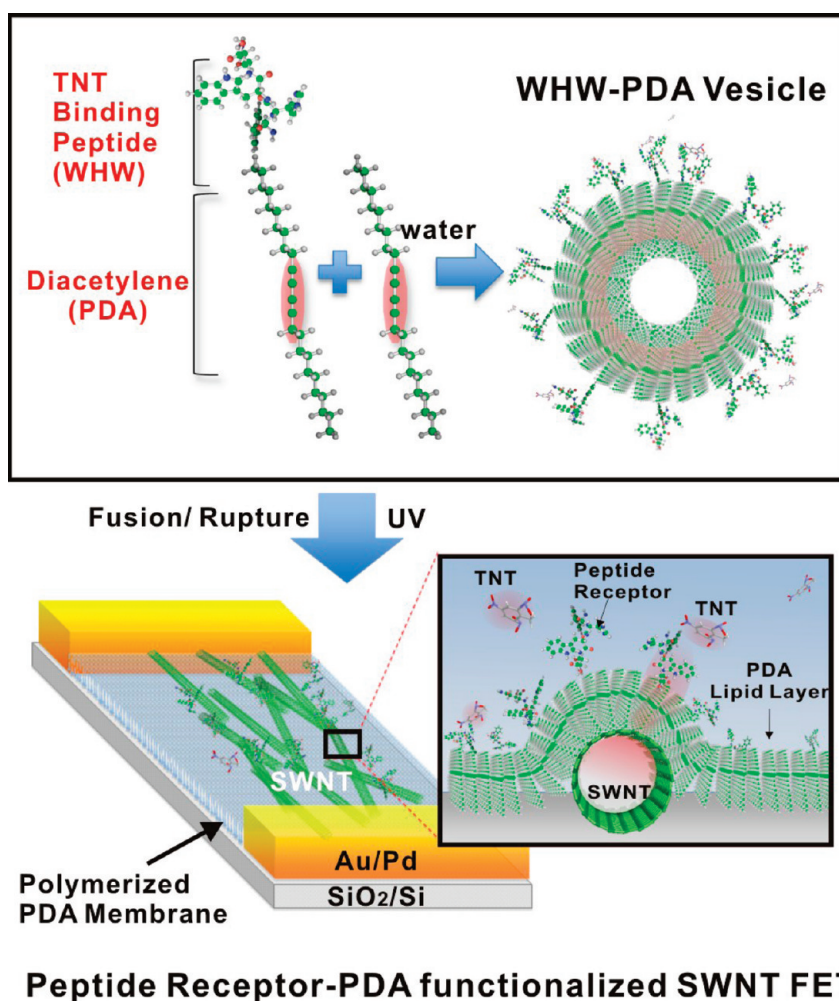 TNT
Binding
Peptide
(WHW)
Diacetylene
(PDA)
water
WHW-PDA Vesicle
Fusion/ Rupture
UV
TNT
Peptide
Receptor
TNT
PDA
Lipid Layer
SWNT
SWNT
Au/Pd
SiO2/Si
Polymerized
PDA Membrane
Peptide Receptor-PDA functionalized SWNT FE